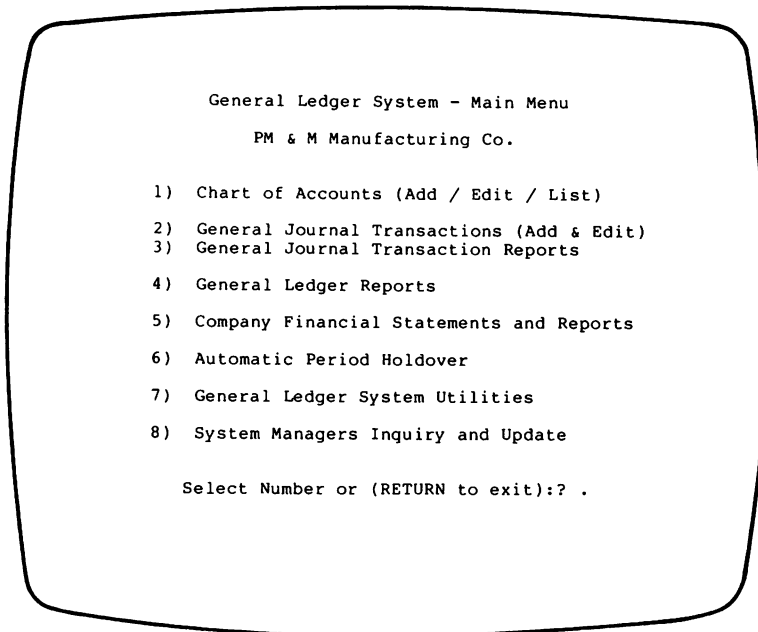 General Ledger System - Main Menu
PM & M Manufacturing Co.
1) Chart of Accounts (Add / Edit / List)
2) General Journal Transactions (Add & Edit)
3) General Journal Transaction Reports
4) General Ledger Reports
5) Company Financial Statements and Reports
6) Automatic Period Holdover
7) General Ledger System Utilities
8) System Managers Inquiry and Update
Select Number or (RETURN to exit):? .